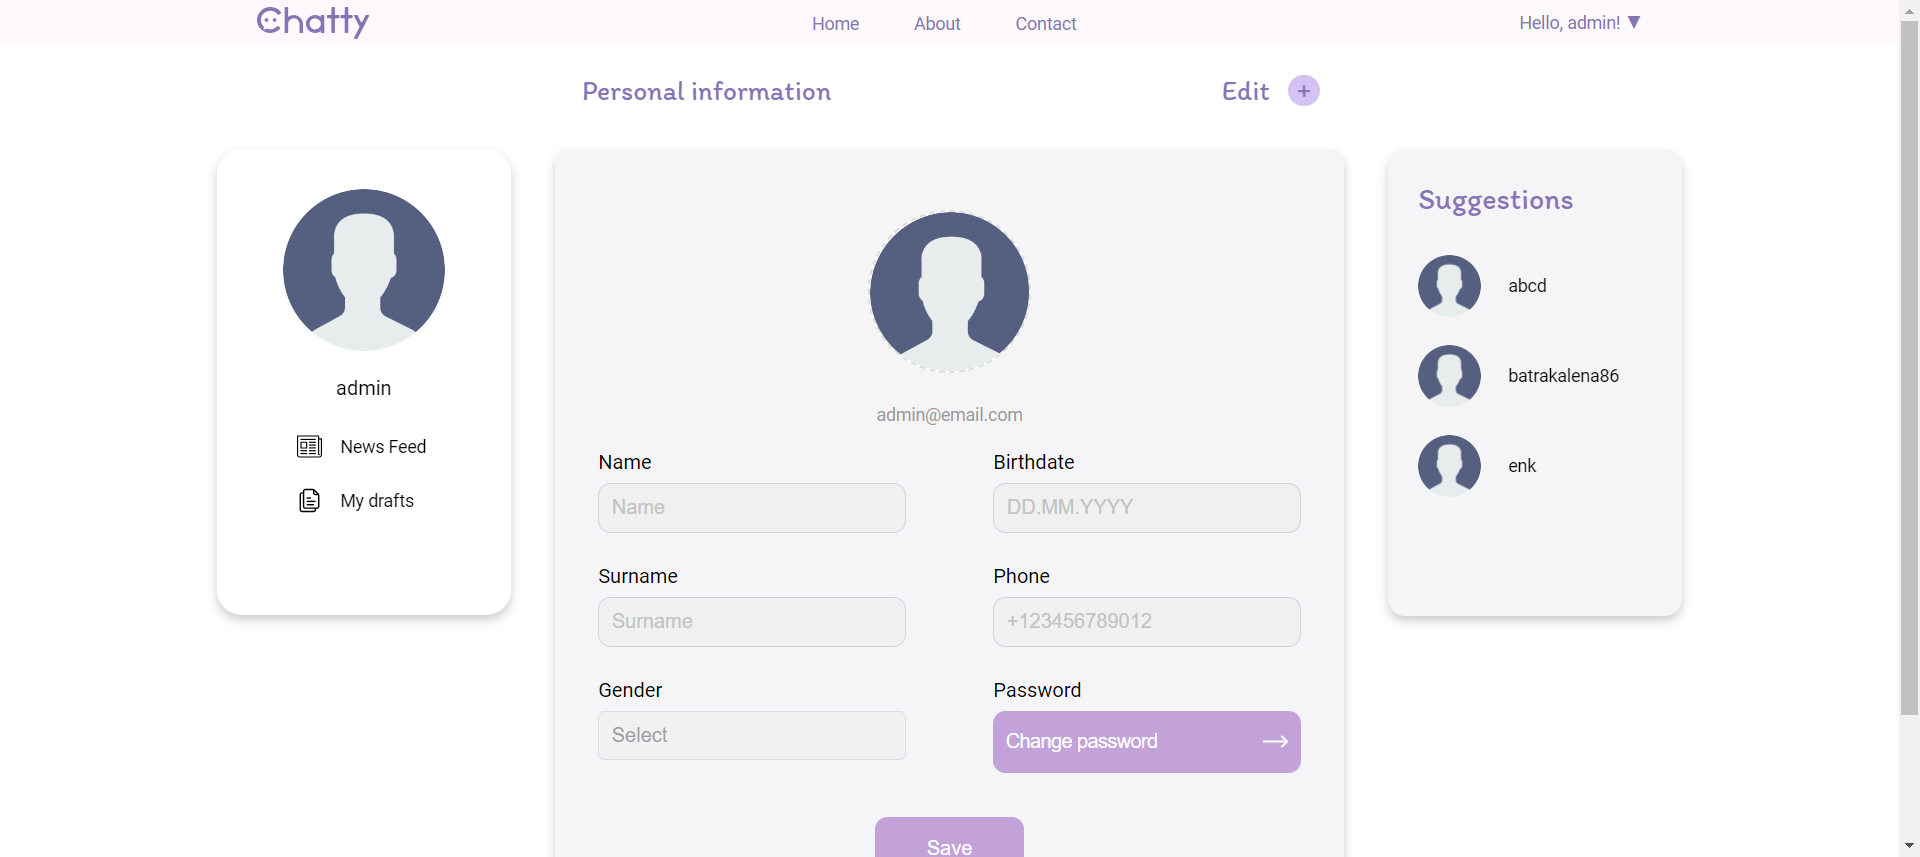 Chatty
Home About Contact
Hello, admin! ▼
Personal information
Edit +
admin
News Feed
My drafts
admin@email.com
Name
Name
Birthdate
DD.MM.YYYY
Surname
Surname
Phone
+123456789012
Gender
Select
Password
Change password
Save
Suggestions
abcd
batrakalena86
enk